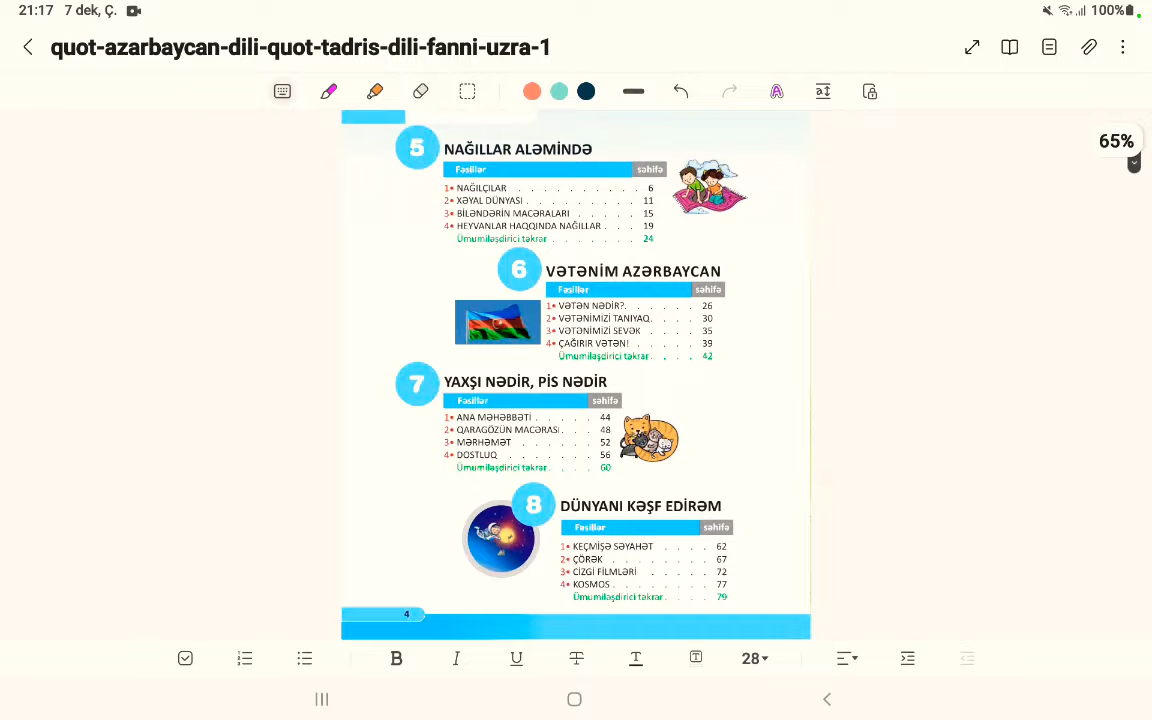 21:17 7 dek, Ç. 100%
quot-azarbaycan-dili-quot-tadris-dili-fanni-uzra-1
65%
5 NAĞILLAR ALƏMİNDƏ
Fəsillər səhifə
1• NAĞILÇILAR . . . . . . . . . . 6
2• XƏYAL DÜNYASI . . . . . . . . . 11
3• BİLƏNDƏRİN MACƏRALARI . . . . . 15
4• HEYVANLAR HAQQINDA NAĞILLAR . . . 19
Ümumiləşdirici təkrar . . . . . . . 24
6 VƏTƏNİM AZƏRBAYCAN
Fəsillər səhifə
1• VƏTƏN NƏDİR?. . . . . . 26
2• VƏTƏNİMİZİ TANIYAQ. . . . 30
3• VƏTƏNİMİZİ SEVƏK . . . . 35
4• ÇAĞIRIR VƏTƏN! . . . . . 39
Ümumiləşdirici təkrar . . . . 42
7 YAXŞI NƏDİR, PİS NƏDİR
Fəsillər səhifə
1• ANA MƏHƏBBƏTİ . . . . . 44
2• QARAGÖZÜN MACƏRASI. . . 48
3• MƏRHƏMƏT . . . . . . 52
4• DOSTLUQ . . . . . . . 56
Ümumiləşdirici təkrar. . . . 60
8 DÜNYANI KƏŞF EDİRƏM
Fəsillər səhifə
1• KEÇMİŞƏ SƏYAHƏT . . . . 62
2• ÇÖRƏK . . . . . . . . 67
3• CİZGİ FİLMLƏRİ . . . . . 72
4• KOSMOS . . . . . . . . 77
Ümumiləşdirici təkrar . . . . 79
4
B I U T T T 28